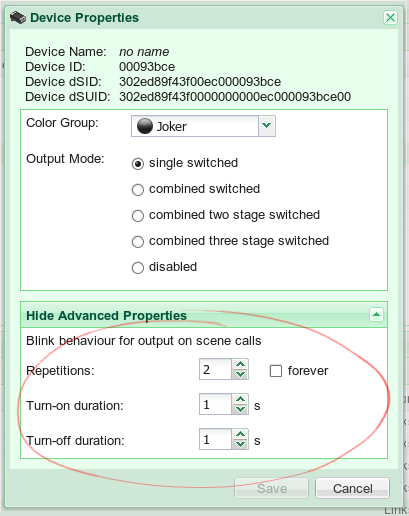 Device Properties
Device Name: no name
Device ID: 00093bce
Device dSID: 302ed89f43f00ec000093bce
Device dSUID: 302ed89f43f0000000000ec000093bce00
Color Group: Joker
Output Mode: single switched
combined switched
combined two stage switched
combined three stage switched
disabled
Hide Advanced Properties
Blink behaviour for output on scene calls
Repetitions: 2 forever
Turn-on duration: 1 s
Turn-off duration: 1 s
Save Cancel